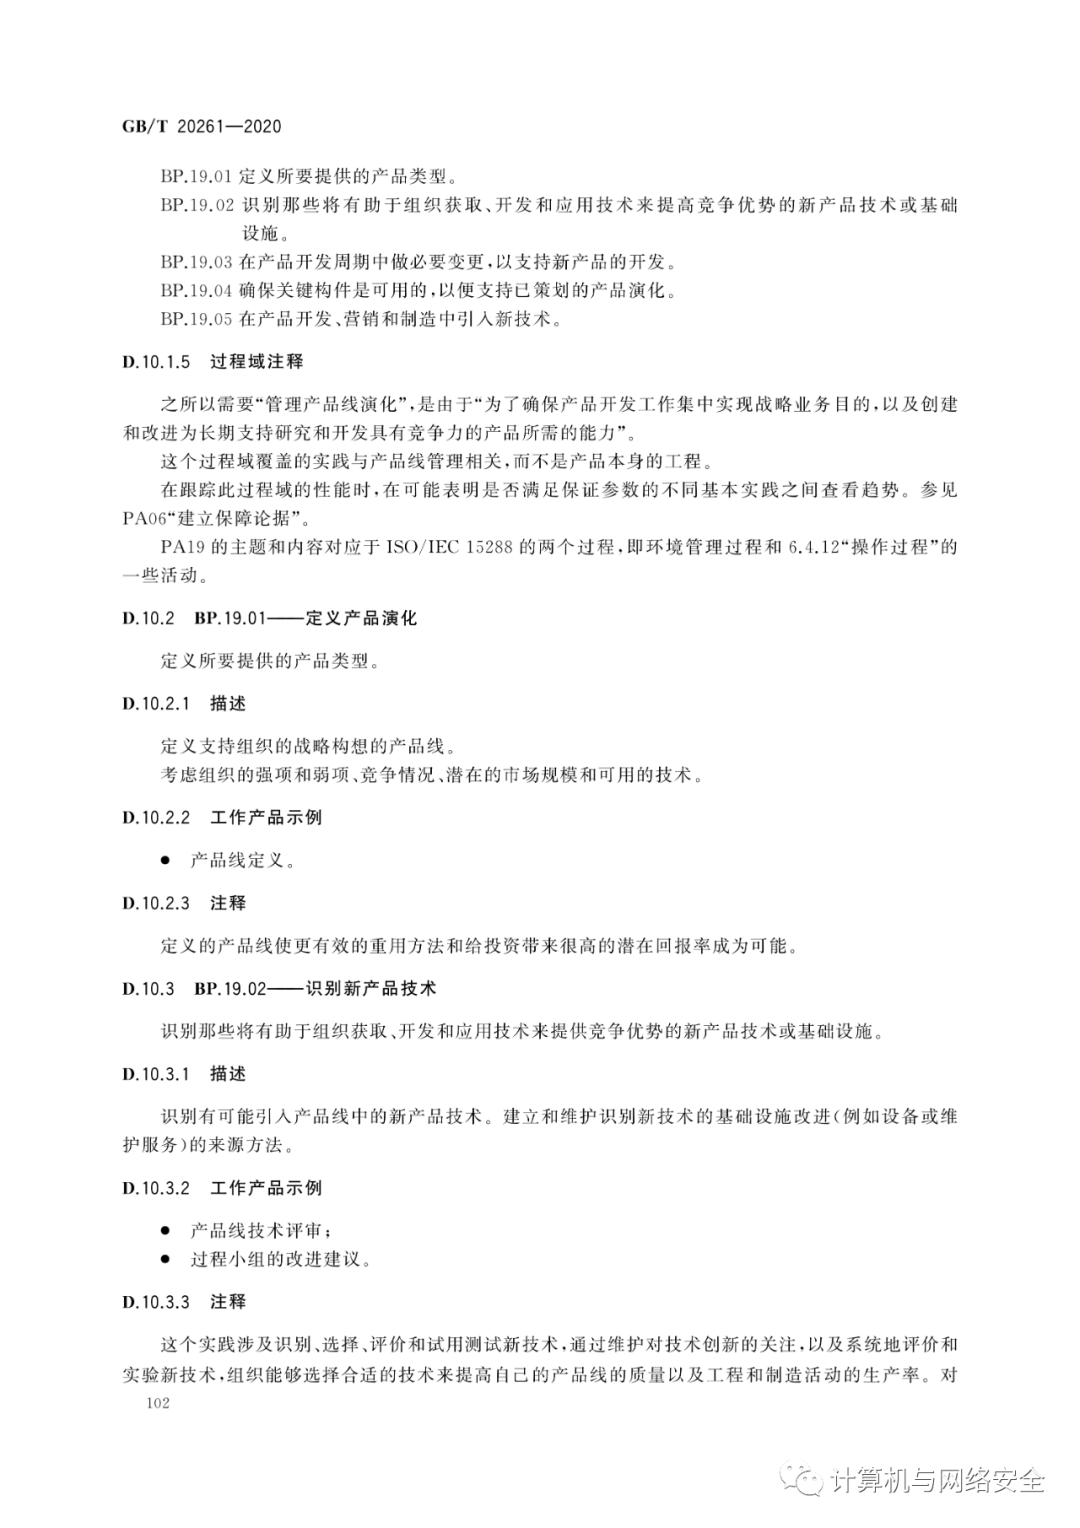 GB/T 20261—2020
BP.19.01 定义所要提供的产品类型。
BP.19.02 识别那些将有助于组织获取、开发和应用技术来提高竞争优势的新产品技术或基础
设施。
BP.19.03 在产品开发周期中做必要变更,以支持新产品的开发。
BP.19.04 确保关键构件是可用的,以便支持已策划的产品演化。
BP.19.05 在产品开发、营销和制造中引入新技术。
D.10.1.5 过程域注释
之所以需要“管理产品线演化”,是由于“为了确保产品开发工作集中实现战略业务目的,以及创建
和改进为长期支持研究和开发具有竞争力的产品所需的能力”。
这个过程域覆盖的实践与产品线管理相关,而不是产品本身的工程。
在跟踪此过程域的性能时,在可能表明是否满足保证参数的不同基本实践之间查看趋势。参见
PA06“建立保障论据”。
PA19 的主题和内容对应于 ISO/IEC 15288 的两个过程,即环境管理过程和 6.4.12“操作过程”的
一些活动。
D.10.2 BP.19.01——定义产品演化
定义所要提供的产品类型。
D.10.2.1 描述
定义支持组织的战略构想的产品线。
考虑组织的强项和弱项、竞争情况、潜在的市场规模和可用的技术。
D.10.2.2 工作产品示例
● 产品线定义。
D.10.2.3 注释
定义的产品线使更有效的重用方法和给投资带来很高的潜在回报率成为可能。
D.10.3 BP.19.02——识别新产品技术
识别那些将有助于组织获取、开发和应用技术来提供竞争优势的新产品技术或基础设施。
D.10.3.1 描述
识别有可能引入产品线中的新产品技术。建立和维护识别新技术的基础设施改进(例如设备或维
护服务)的来源方法。
D.10.3.2 工作产品示例
● 产品线技术评审;
● 过程小组的改进建议。
D.10.3.3 注释
这个实践涉及识别、选择、评价和试用测试新技术,通过维护对技术创新的关注,以及系统地评价和
实验新技术,组织能够选择合适的技术来提高自己的产品线的质量以及工程和制造活动的生产率。对
102
计算机与网络安全